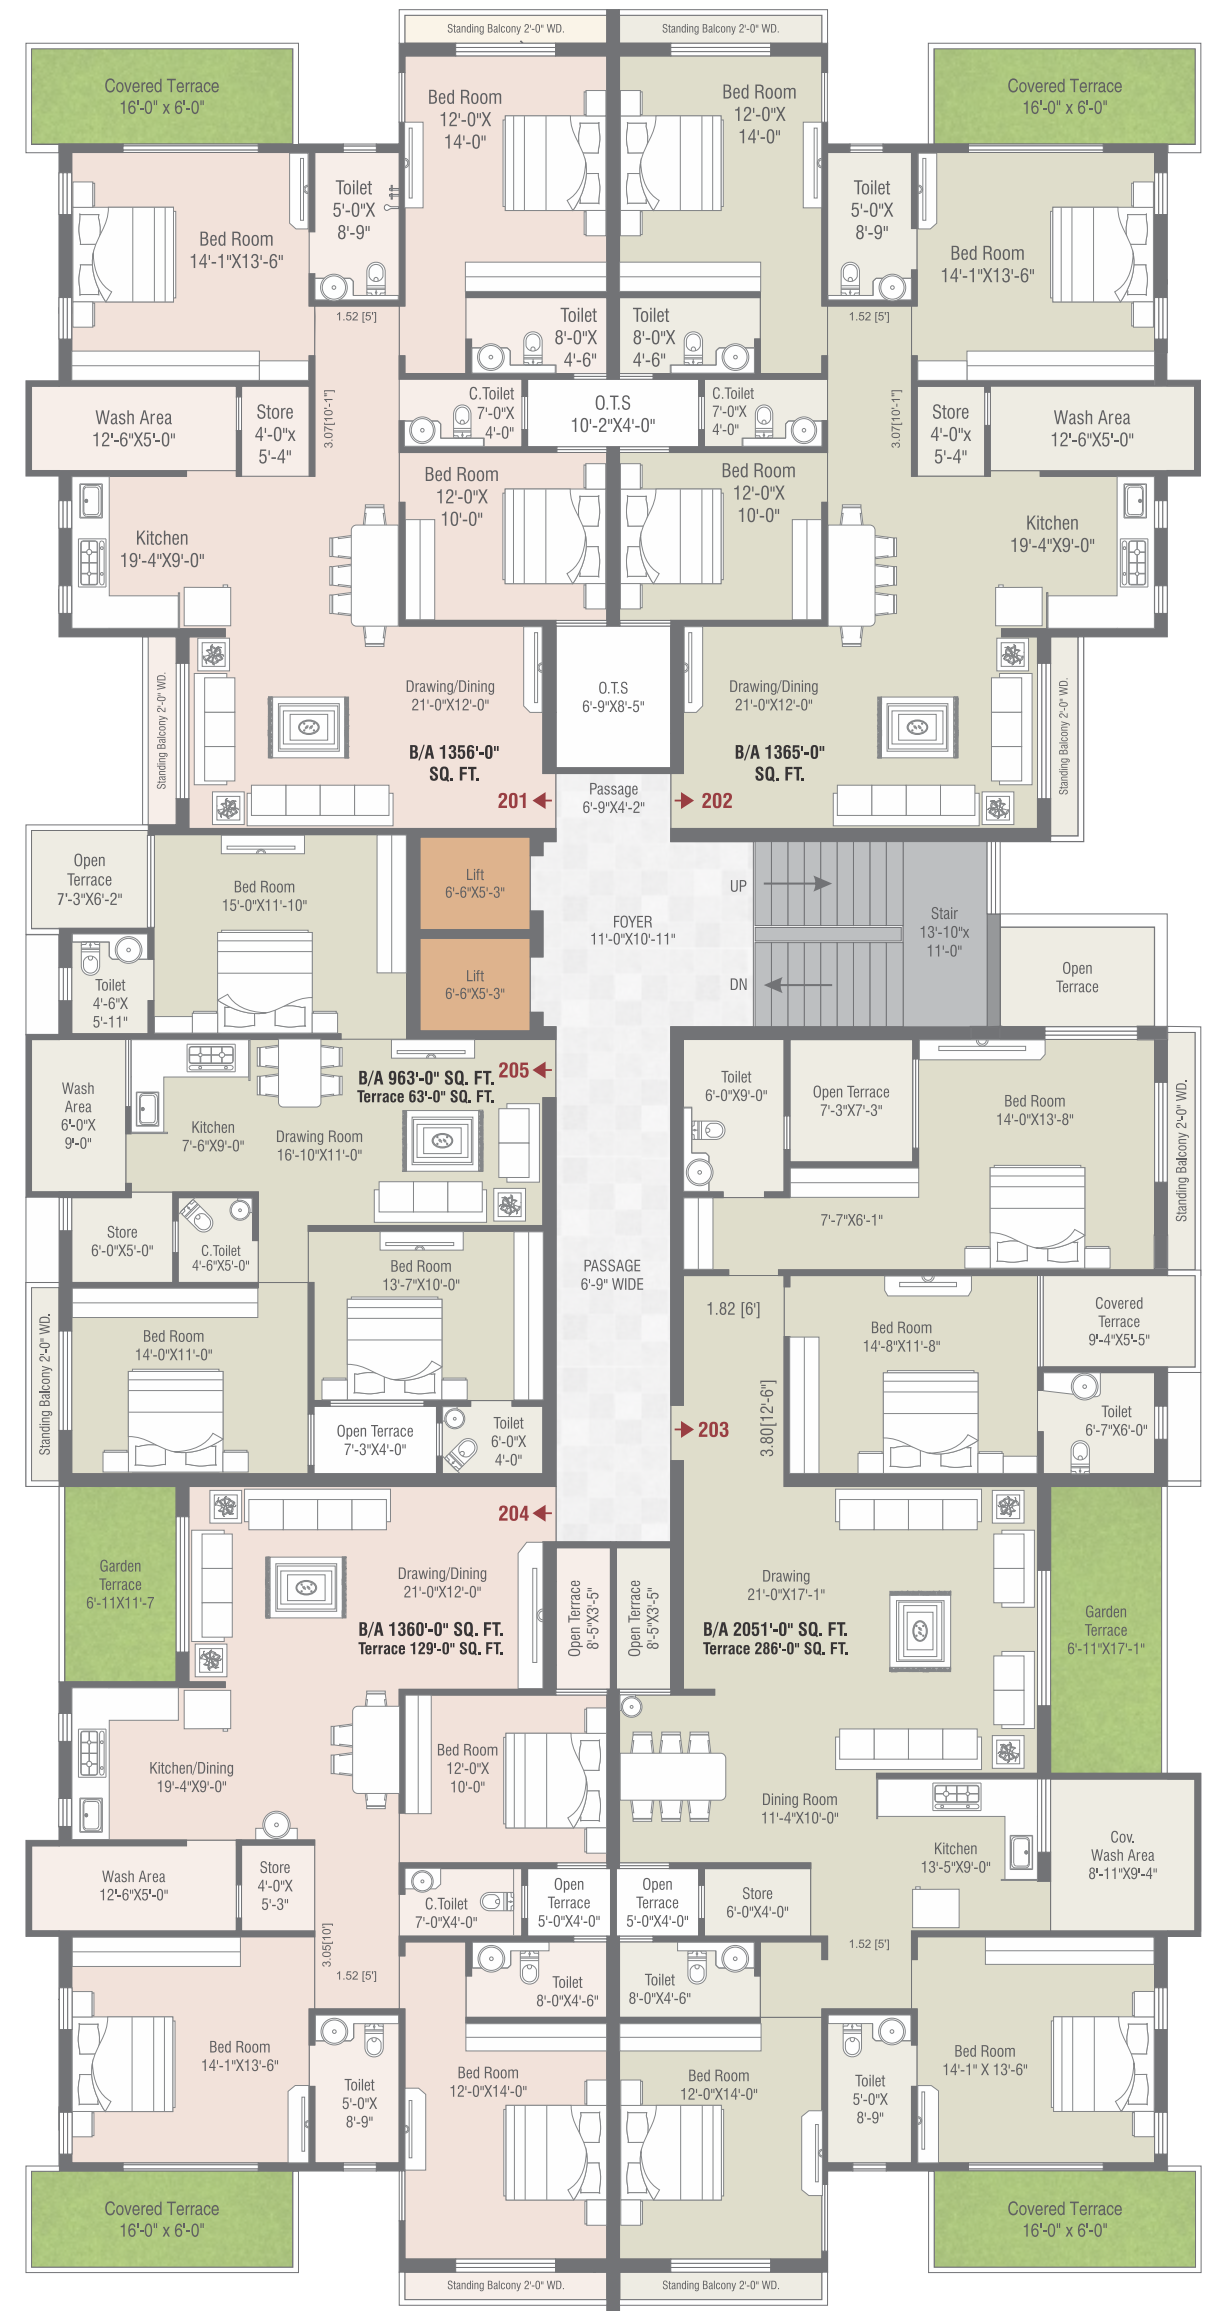 Standing Balcony 2'-0" WD.
Standing Balcony 2'-0" WD.
Covered Terrace
16'-0" x 6'-0"
Bed Room
12'-0"X
14'-0"
Bed Room
12'-0"X
14'-0"
Covered Terrace
16'-0" x 6'-0"
Bed Room
14'-1"X13'-6"
Toilet
5'-0"X
8'-9"
Toilet
5'-0"X
8'-9"
Bed Room
14'-1"X13'-6"
1.52 [5']
Toilet
8'-0"X
4'-6"
Toilet
8'-0"X
4'-6"
1.52 [5']
Wash Area
12'-6"X5'-0"
Store
4'-0"x
5'-4"
3.07[10'-1"]
C.Toilet
7'-0"X
4'-0"
O.T.S
10'-2"X4'-0"
C.Toilet
7'-0"X
4'-0"
3.07[10'-1"]
Store
4'-0"x
5'-4"
Wash Area
12'-6"X5'-0"
Kitchen
19'-4"X9'-0"
Bed Room
12'-0"X
10'-0"
Bed Room
12'-0"X
10'-0"
Kitchen
19'-4"X9'-0"
Standing Balcony 2'-0" WD.
Drawing/Dining
21'-0"X12'-0"
B/A 1356'-0"
SQ. FT.
O.T.S
6'-9"X8'-5"
Drawing/Dining
21'-0"X12'-0"
B/A 1365'-0"
SQ. FT.
Standing Balcony 2'-0" WD.
201
Passage
6'-9"X4'-2"
202
Open
Terrace
7'-3"X6'-2"
Bed Room
15'-0"X11'-10"
Lift
6'-6"X5'-3"
UP
FOYER
11'-0"X10'-11"
Stair
13'-10"x
11'-0"
Toilet
4'-6"X
5'-11"
Lift
6'-6"X5'-3"
DN
Open
Terrace
Wash
Area
6'-0"X
9'-0"
Kitchen
7'-6"X9'-0"
B/A 963'-0" SQ. FT.
Terrace 63'-0" SQ. FT.
205
Drawing Room
16'-10"X11'-0"
Toilet
6'-0"X9'-0"
Open Terrace
7'-3"X7'-3"
Bed Room
14'-0"X13'-8"
Standing Balcony 2'-0" WD.
7'-7"X6'-1"
Store
6'-0"X5'-0"
C.Toilet
4'-6"X5'-0"
Bed Room
13'-7"X10'-0"
PASSAGE
6'-9" WIDE
1.82 [6']
Covered
Terrace
9'-4"X5'-5"
Standing Balcony 2'-0" WD.
Bed Room
14'-0"X11'-0"
Bed Room
14'-8"X11'-8"
3.80[12'-6"]
Open Terrace
7'-3"X4'-0"
Toilet
6'-0"X
4'-0"
203
Toilet
6'-7"X6'-0"
204
Garden
Terrace
6'-11X11'-7
Drawing/Dining
21'-0"X12'-0"
B/A 1360'-0" SQ. FT.
Terrace 129'-0" SQ. FT.
Open Terrace
8'-5"X3'-5"
Open Terrace
8'-5"X3'-5"
Drawing
21'-0"X17'-1"
B/A 2051'-0" SQ. FT.
Terrace 286'-0" SQ. FT.
Garden
Terrace
6'-11"X17'-1"
Kitchen/Dining
19'-4"X9'-0"
Bed Room
12'-0"X
10'-0"
Dining Room
11'-4"X10'-0"
Kitchen
13'-5"X9'-0"
Cov.
Wash Area
8'-11"X9'-4"
Wash Area
12'-6"X5'-0"
Store
4'-0"X
5'-3"
C.Toilet
7'-0"X4'-0"
Open
Terrace
5'-0"X4'-0"
Open
Terrace
5'-0"X4'-0"
Store
6'-0"X4'-0"
3.05[10']
1.52 [5']
1.52 [5']
Toilet
8'-0"X4'-6"
Toilet
8'-0"X4'-6"
Bed Room
14'-1"X13'-6"
Toilet
5'-0"X
8'-9"
Bed Room
12'-0"X14'-0"
Bed Room
12'-0"X14'-0"
Toilet
5'-0"X
8'-9"
Bed Room
14'-1" X 13'-6"
Covered Terrace
16'-0" x 6'-0"
Covered Terrace
16'-0" x 6'-0"
Standing Balcony 2'-0" WD.
Standing Balcony 2'-0" WD.